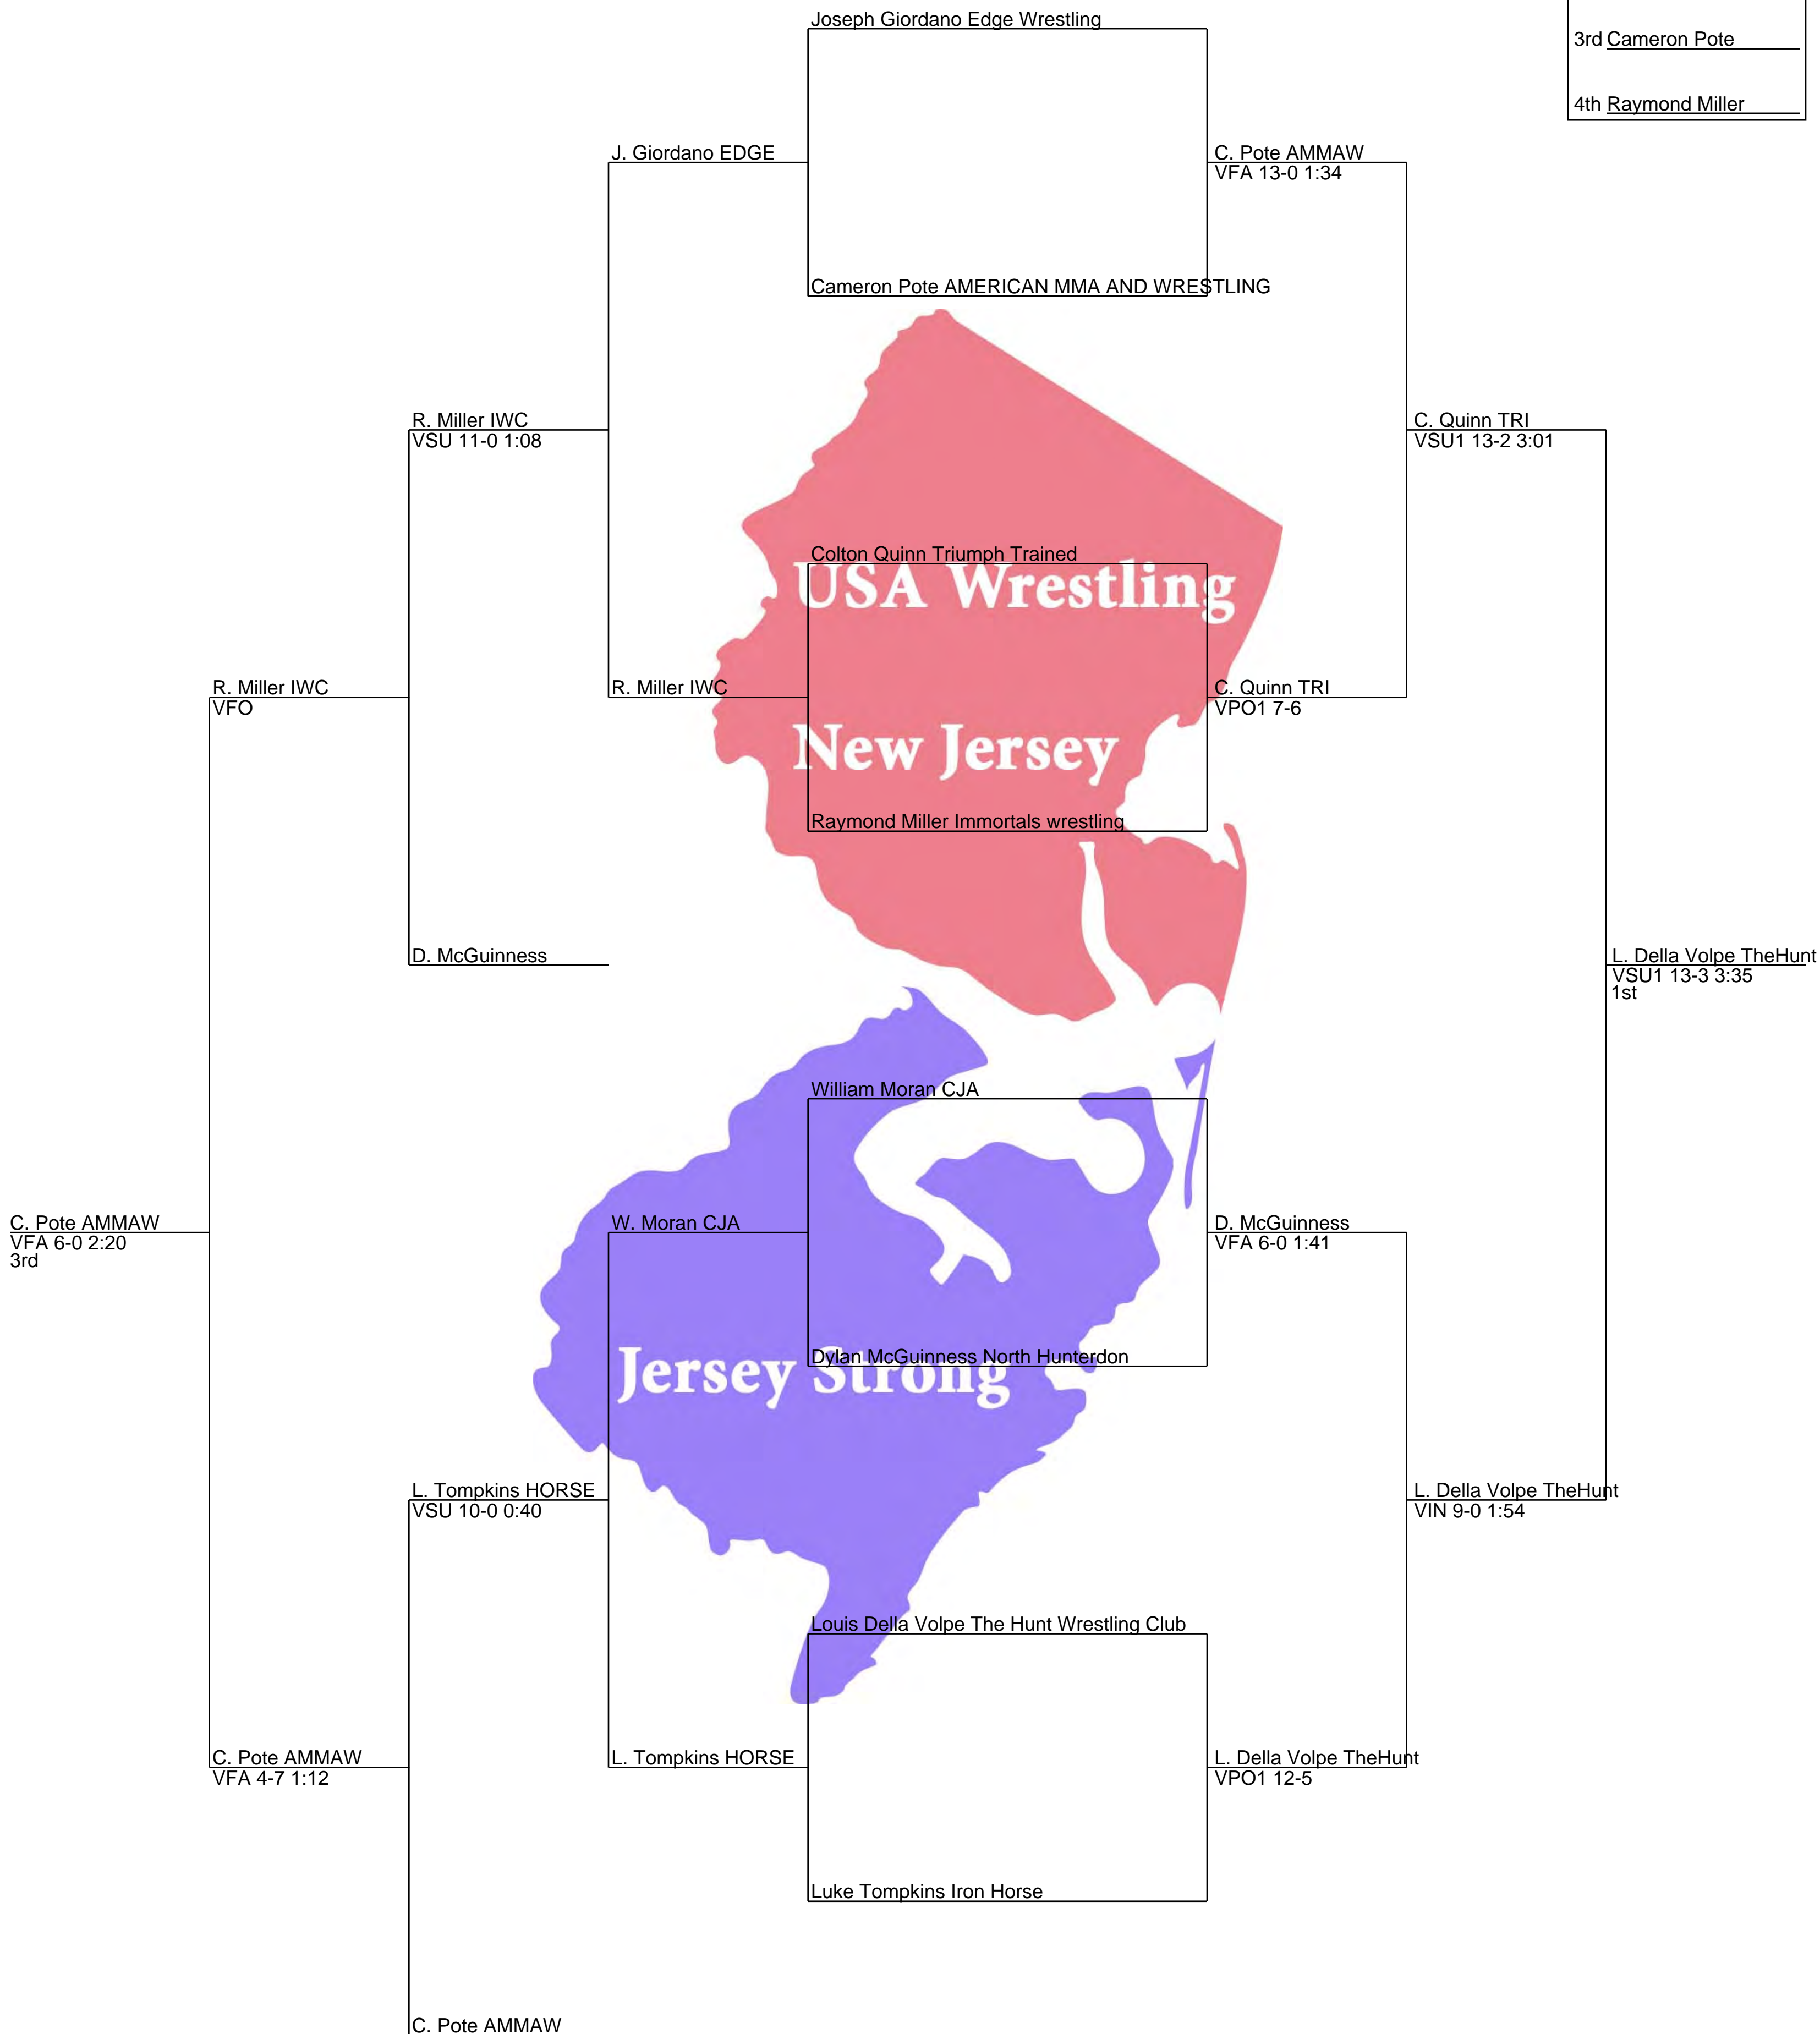 Joseph Giordano Edge Wrestling
3rd Cameron Pote
4th Raymond Miller
J. Giordano EDGE
C. Pote AMMAW
VFA 13-0 1:34
Cameron Pote AMERICAN MMA AND WRESTLING
R. Miller IWC
VSU 11-0 1:08
C. Quinn TRI
VSU1 13-2 3:01
Colton Quinn Triumph Trained
USA Wrestling
R. Miller IWC
VFO
R. Miller IWC
C. Quinn TRI
VPO1 7-6
New Jersey
Raymond Miller Immortals wrestling
D. McGuinness
L. Della Volpe TheHunt
VSU1 13-3 3:35
1st
William Moran CJA
C. Pote AMMAW
VFA 6-0 2:20
3rd
W. Moran CJA
D. McGuinness
VFA 6-0 1:41
Dylan McGuinness North Hunterdon
Jersey Strong
L. Tompkins HORSE
VSU 10-0 0:40
L. Della Volpe TheHunt
VIN 9-0 1:54
Louis Della Volpe The Hunt Wrestling Club
C. Pote AMMAW
VFA 4-7 1:12
L. Tompkins HORSE
L. Della Volpe TheHunt
VPO1 12-5
Luke Tompkins Iron Horse
C. Pote AMMAW